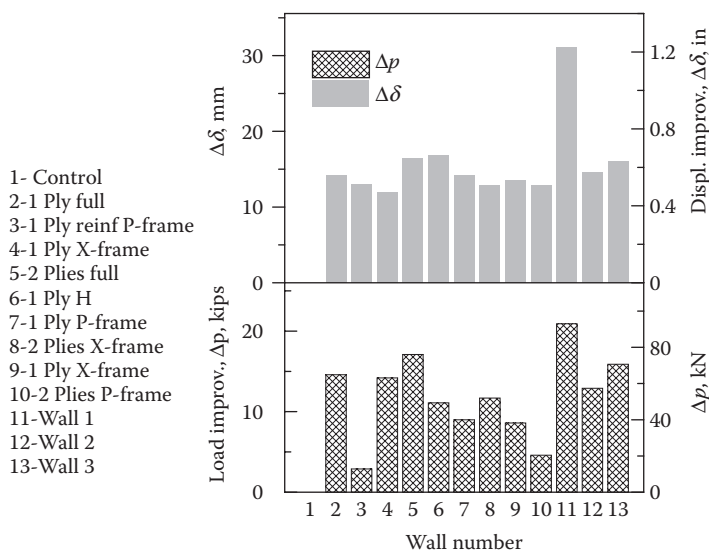 1- Control
2-1 Ply full
3-1 Ply reinf P-frame
4-1 Ply X-frame
5-2 Plies full
6-1 Ply H
7-1 Ply P-frame
8-2 Plies X-frame
9-1 Ply X-frame
10-2 Plies P-frame
11-Wall 1
12-Wall 2
13-Wall 3
Δδ, mm
30
20
10
0
Δp
Δδ
1.2
0.8
0.4
0
Displ. improv., Δδ, in
Load improv., Δp, kips
20
10
0
80
40
0
Δp, kN
1 2 3 4 5 6 7 8 9 10 11 12 13
Wall number